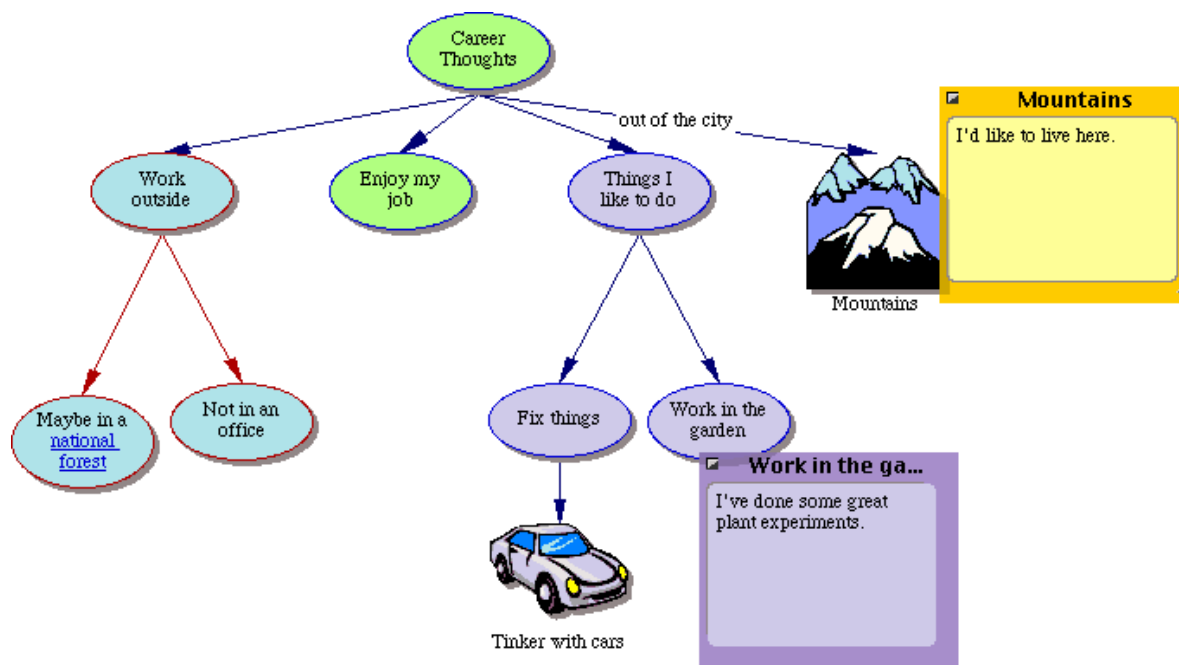 Career
Thoughts
out of the city
Mountains
I'd like to live here.
Work
outside
Enjoy my
job
Things I
like to do
Mountains
Maybe in a
national
forest
Not in an
office
Fix things
Work in the
garden
Work in the ga...
I've done some great
plant experiments.
Tinker with cars